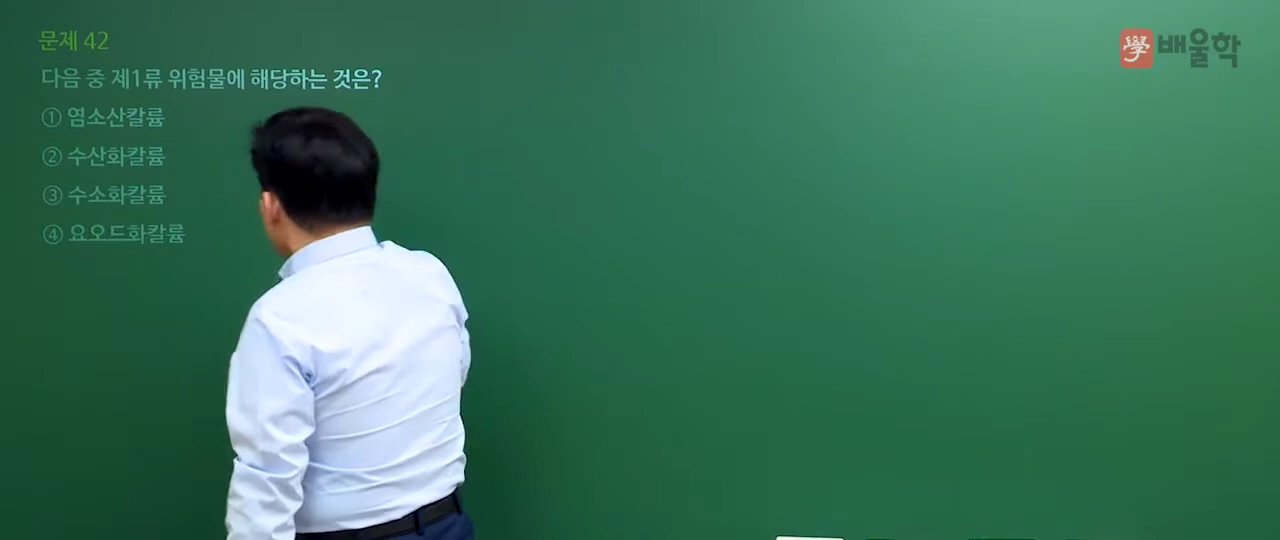 문제 42
다음 중 제1류 위험물에 해당하는 것은?
① 염소산칼륨
② 수산화칼륨
③ 수소화칼륨
④ 요오드화칼륨
學 배울학